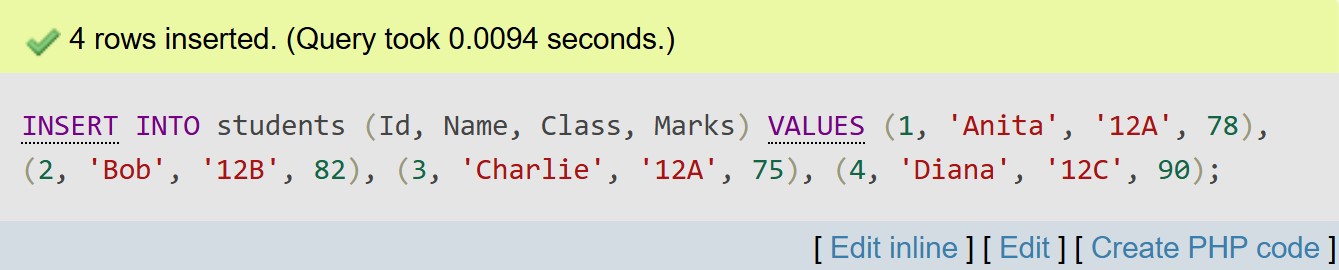 4 rows inserted. (Query took 0.0094 seconds.)
INSERT INTO students (Id, Name, Class, Marks) VALUES (1, 'Anita', '12A', 78),
(2, 'Bob', '12B', 82), (3, 'Charlie', '12A', 75), (4, 'Diana', '12C', 90);
[ Edit inline ] [ Edit ] [ Create PHP code ]